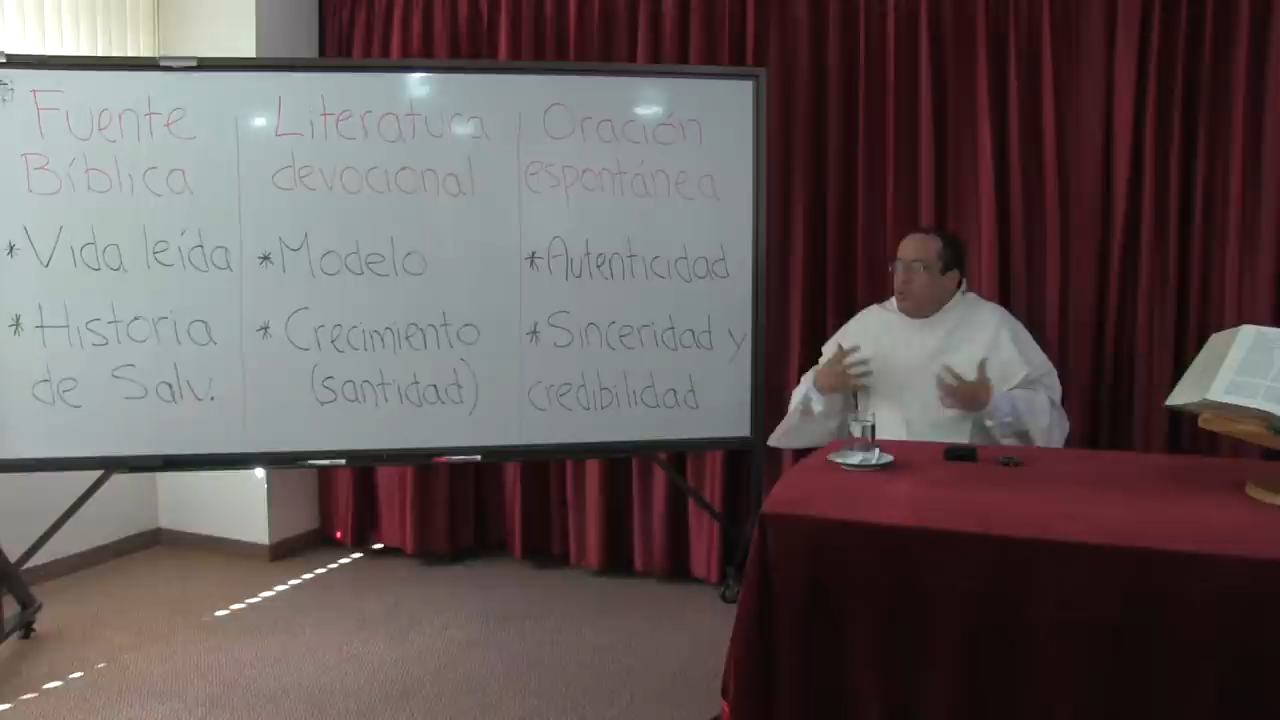 Fuente
Bíblica
* Vida leída
* Historia
de Salv.
Literatura
devocional
* Modelo
* Crecimiento
(santidad)
Oración
espontánea
* Autenticidad
* Sinceridad y
credibilidad